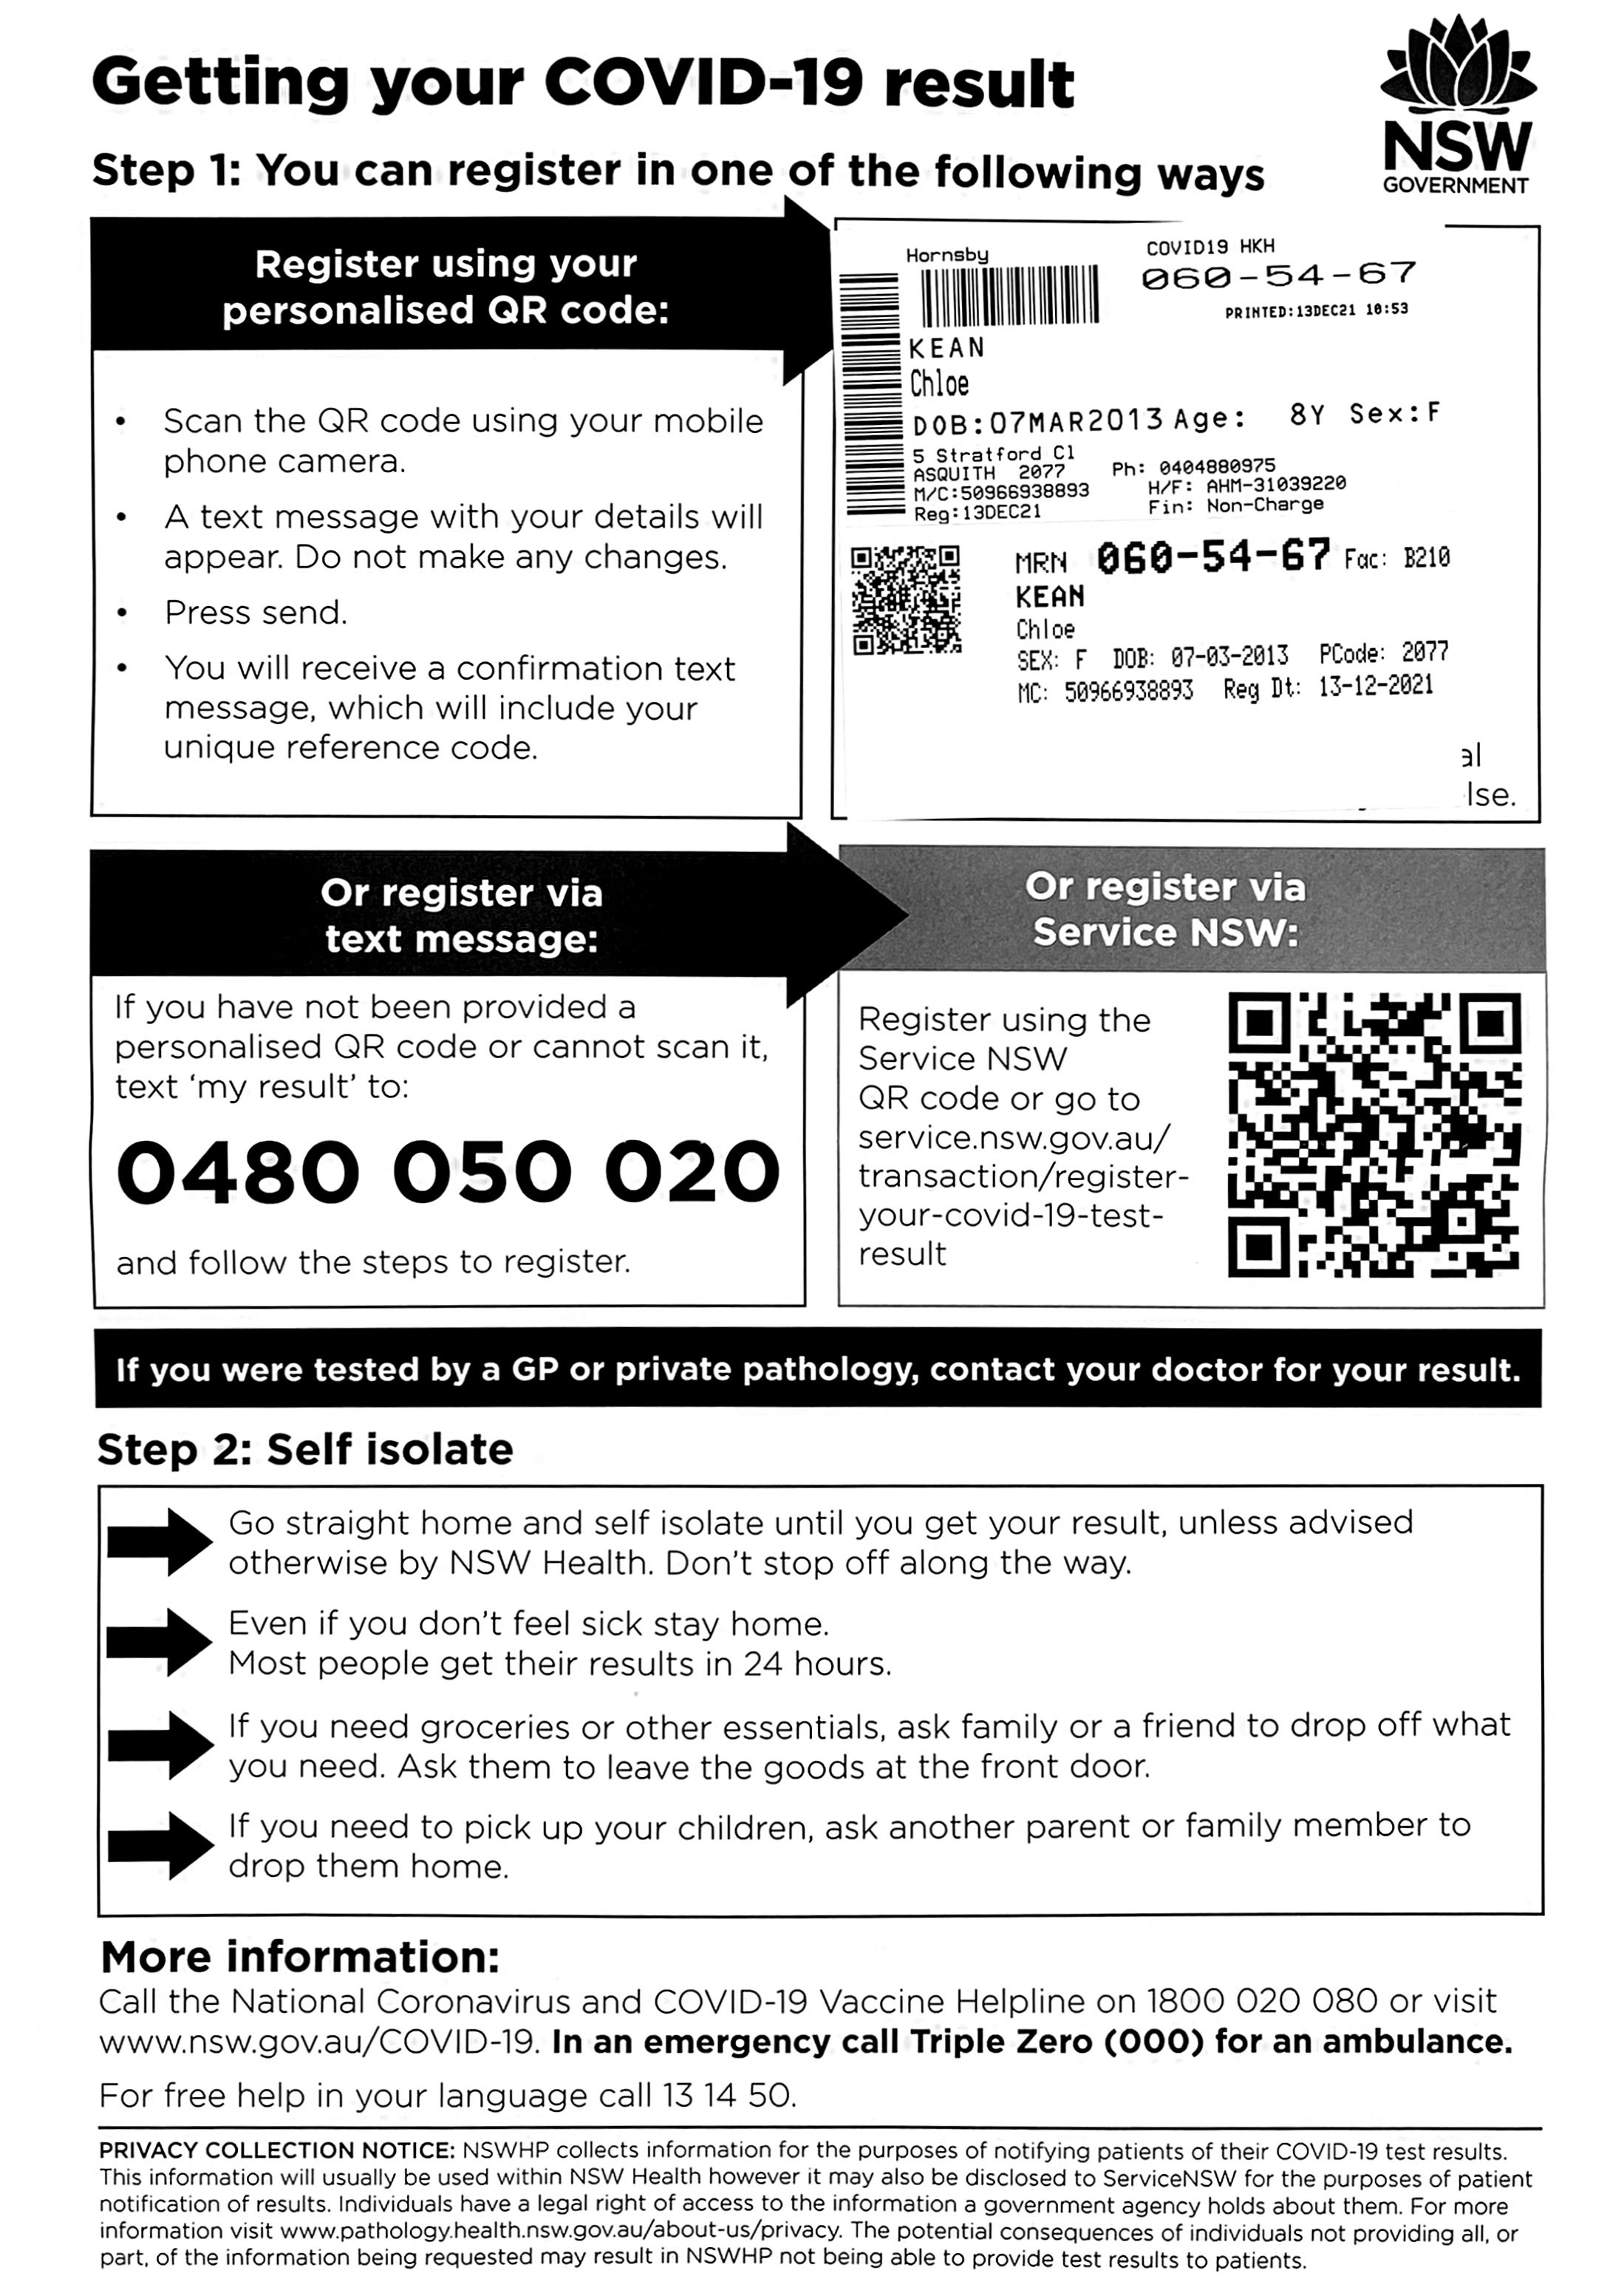 Getting your COVID-19 result
NSW
GOVERNMENT
Step 1: You can register in one of the following ways
Register using your
personalised QR code:
• Scan the QR code using your mobile
phone camera.
• A text message with your details will
appear. Do not make any changes.
• Press send.
• You will receive a confirmation text
message, which will include your
unique reference code.
Hornsby
COVID19 HKH
060-54-67
PRINTED:13DEC21 10:53
KEAN
Chloe
DOB:07MAR2013 Age: 8Y Sex:F
5 Stratford Cl
ASQUITH 2077 Ph: 0404880975
M/C:50966938893 H/F: AHM-31039220
Reg:13DEC21 Fin: Non-Charge
MRN 060-54-67 Fac: B210
KEAN
Chloe
SEX: F DOB: 07-03-2013 PCode: 2077
MC: 50966938893 Reg Dt: 13-12-2021
al
lse.
Or register via
text message:
If you have not been provided a
personalised QR code or cannot scan it,
text ‘my result’ to:
0480 050 020
and follow the steps to register.
Or register via
Service NSW:
Register using the
Service NSW
QR code or go to
service.nsw.gov.au/
transaction/register-
your-covid-19-test-
result
If you were tested by a GP or private pathology, contact your doctor for your result.
Step 2: Self isolate
Go straight home and self isolate until you get your result, unless advised
otherwise by NSW Health. Don’t stop off along the way.
Even if you don’t feel sick stay home.
Most people get their results in 24 hours.
If you need groceries or other essentials, ask family or a friend to drop off what
you need. Ask them to leave the goods at the front door.
If you need to pick up your children, ask another parent or family member to
drop them home.
More information:
Call the National Coronavirus and COVID-19 Vaccine Helpline on 1800 020 080 or visit
www.nsw.gov.au/COVID-19. In an emergency call Triple Zero (000) for an ambulance.
For free help in your language call 13 14 50.
PRIVACY COLLECTION NOTICE: NSWHP collects information for the purposes of notifying patients of their COVID-19 test results.
This information will usually be used within NSW Health however it may also be disclosed to ServiceNSW for the purposes of patient
notification of results. Individuals have a legal right of access to the information a government agency holds about them. For more
information visit www.pathology.health.nsw.gov.au/about-us/privacy. The potential consequences of individuals not providing all, or
part, of the information being requested may result in NSWHP not being able to provide test results to patients.